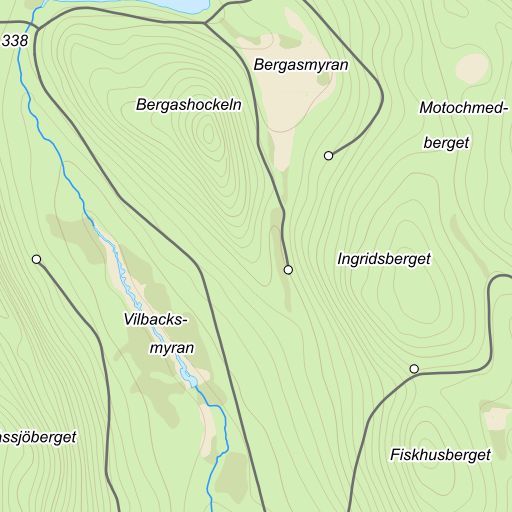 338
Bergasmyran
Bergashockeln
Motochmed-
berget
Ingridsberget
Vilbacks-
myran
Fiskhusberget